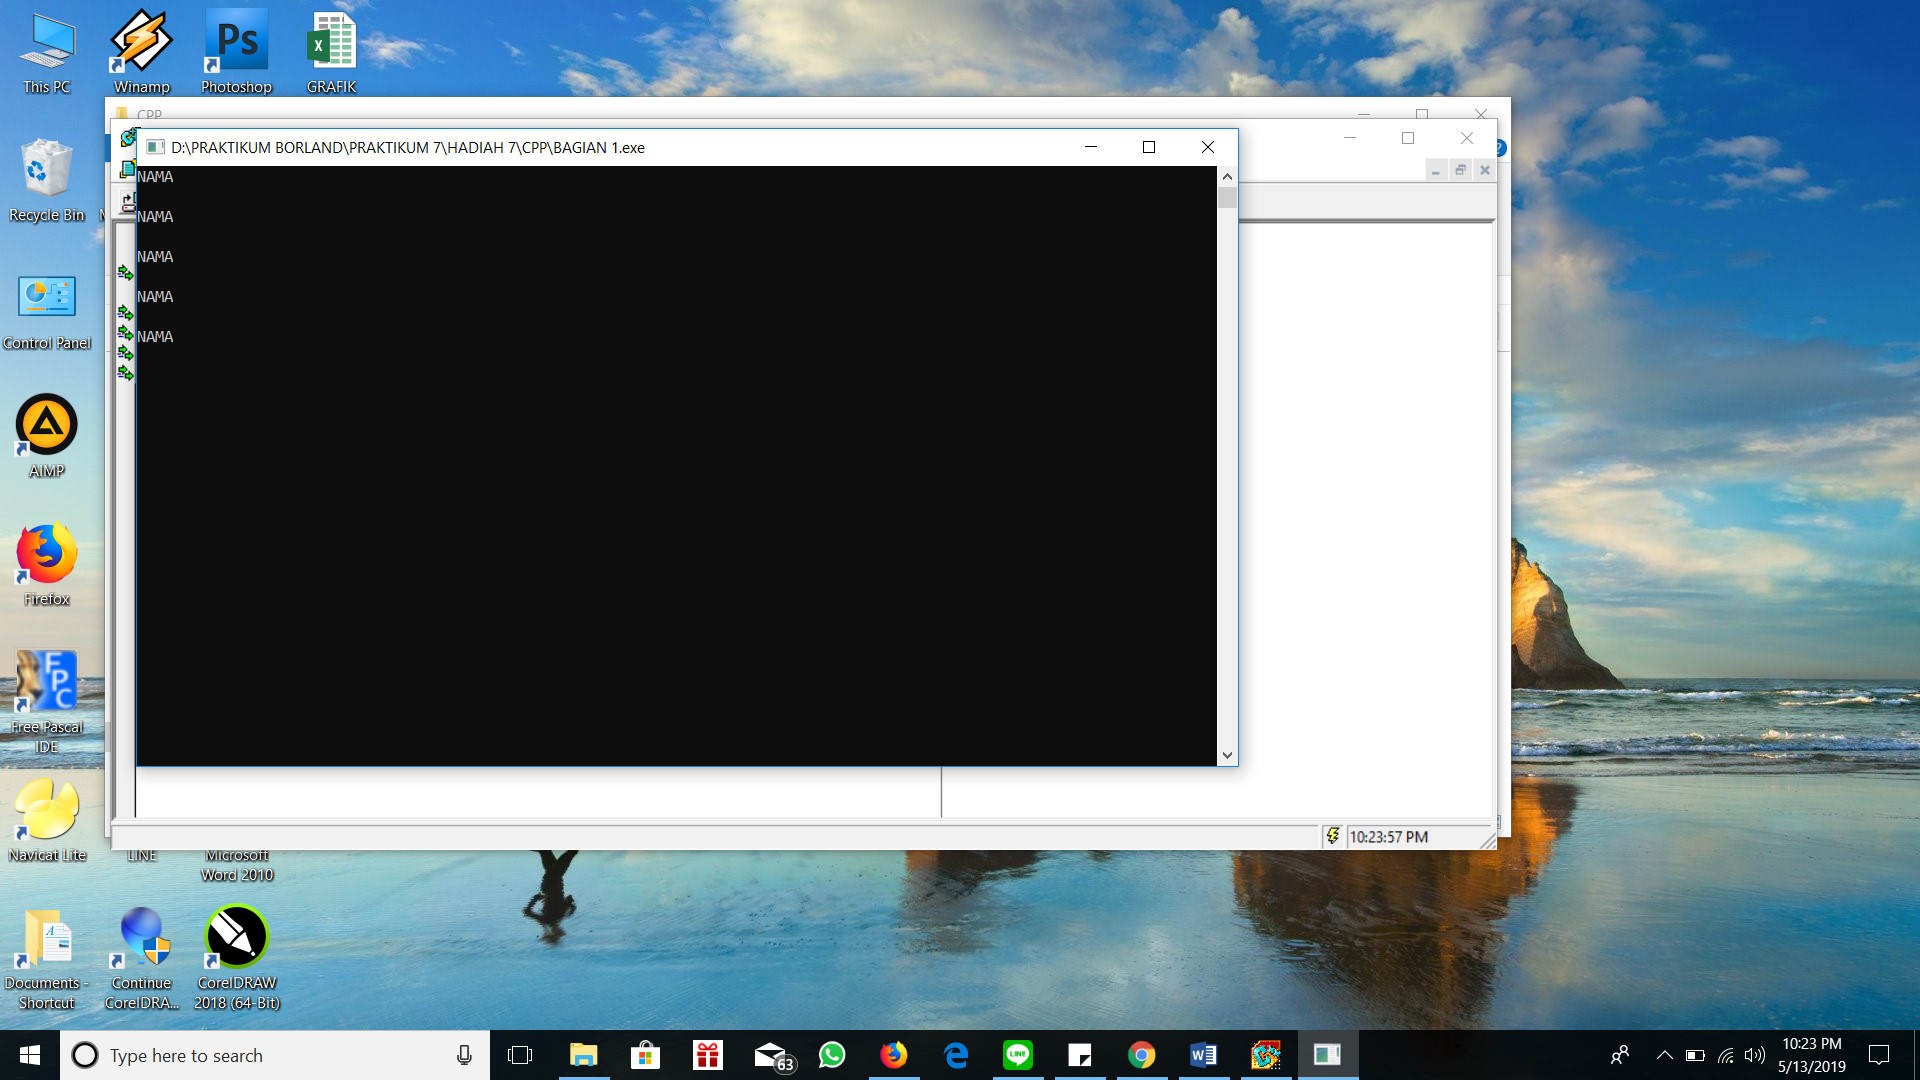 This PC
Winamp
Photoshop
GRAFIK
Recycle Bin
Control Panel
AIMP
Firefox
Free Pascal IDE
Navicat Lite
LINE
Microsoft Word 2010
Documents - Shortcut
Continue CorelDRA...
CorelDRAW 2018 (64-Bit)
CPP
D:\PRAKTIKUM BORLAND\PRAKTIKUM 7\HADIAH 7\CPP\BAGIAN 1.exe
NAMA
NAMA
NAMA
NAMA
NAMA
10:23:57 PM
Type here to search
63
LINE
10:23 PM
5/13/2019